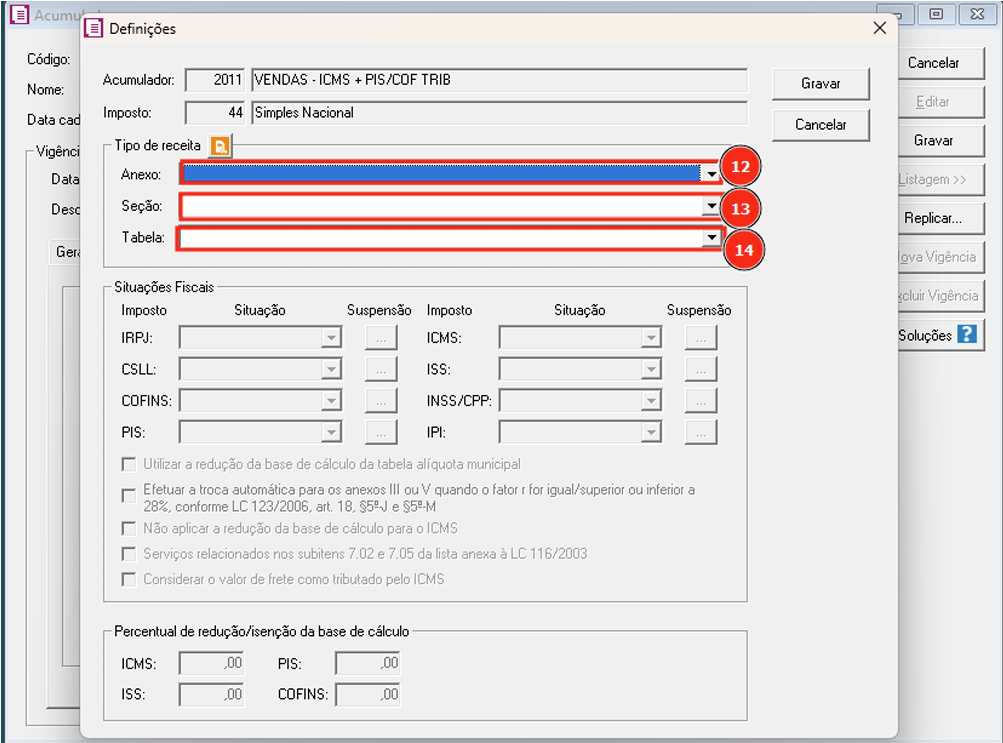 Acumul
Definições
Código:
Nome:
Data cad
Vigênci
Data
Desc
Gera
Acumulador: 2011 VENDAS - ICMS + PIS/COF TRIB
Imposto: 44 Simples Nacional
Gravar
Cancelar
Tipo de receita
Anexo: 12
Seção: 13
Tabela: 14
Situações Fiscais
Imposto Situação Suspensão Imposto Situação Suspensão
IRPJ: ... ICMS: ...
CSLL: ... ISS: ...
COFINS: ... INSS/CPP: ...
PIS: ... IPI: ...
Utilizar a redução da base de cálculo da tabela alíquota municipal
Efetuar a troca automática para os anexos III ou V quando o fator r for igual/superior ou inferior a
28%, conforme LC 123/2006, art. 18, §5º-J e §5º-M
Não aplicar a redução da base de cálculo para o ICMS
Serviços relacionados nos subitens 7.02 e 7.05 da lista anexa à LC 116/2003
Considerar o valor de frete como tributado pelo ICMS
Percentual de redução/isenção da base de cálculo
ICMS: ,00 PIS: ,00
ISS: ,00 COFINS: ,00
Cancelar
Editar
Gravar
Listagem >>
Replicar...
ova Vigência
xcluir Vigência
Soluções ?